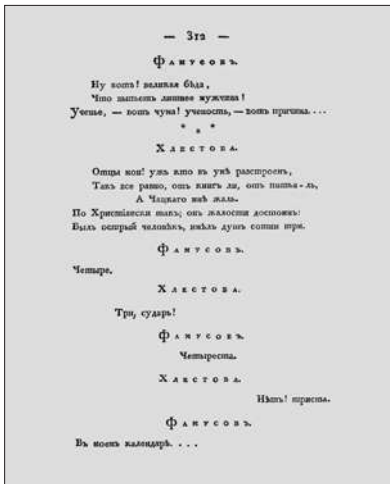 — 312 —
Фамусовъ.
Ну вотъ! великая бѣда,
Что выпьетъ лишнее мужчина!
Ученье, — вотъ чума! ученость, — вотъ причина....
* * *
Хлестова.
Отцы мои! ужъ кто въ умѣ разстроенъ,
Такъ все равно, отъ книгъ ли, отъ питья-ль,
А Чацкаго мнѣ жаль.
По Христіански такъ; онъ жалости достоинъ:
Былъ острый человѣкъ, имѣлъ душъ сотни три.
Фамусовъ.
Четыре.
Хлестова.
Три, сударь!
Фамусовъ.
Четыреста.
Хлестова.
Нѣтъ! триста.
Фамусовъ.
Въ моемъ календарѣ. . . .